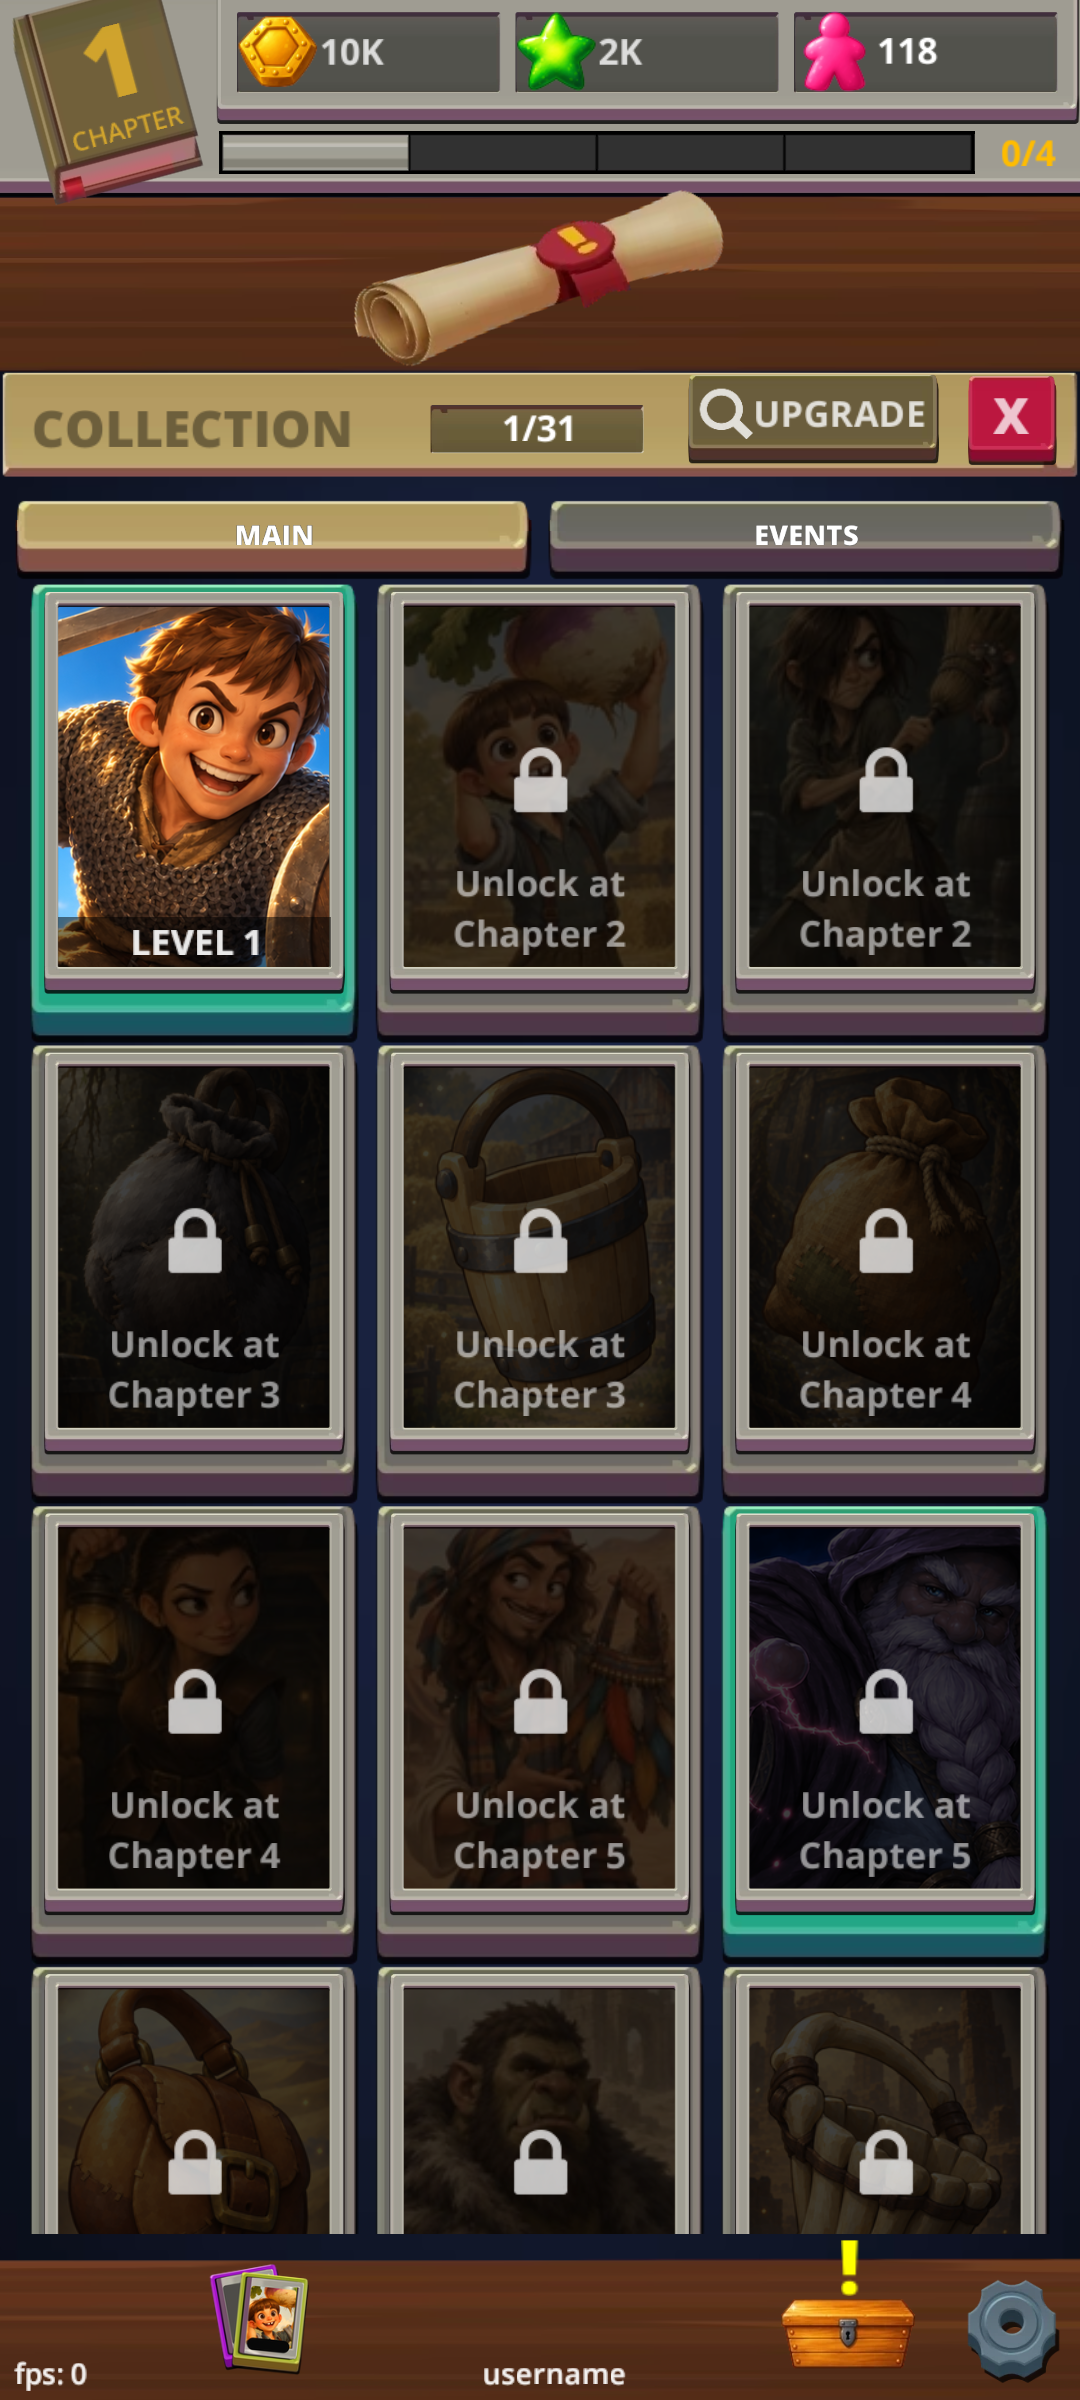 1
CHAPTER
10K
2K
118
0/4
COLLECTION
1/31
UPGRADE
X
MAIN
EVENTS
LEVEL 1
Unlock at
Chapter 2
Unlock at
Chapter 2
Unlock at
Chapter 3
Unlock at
Chapter 3
Unlock at
Chapter 4
Unlock at
Chapter 4
Unlock at
Chapter 5
Unlock at
Chapter 5
!
fps: 0
username